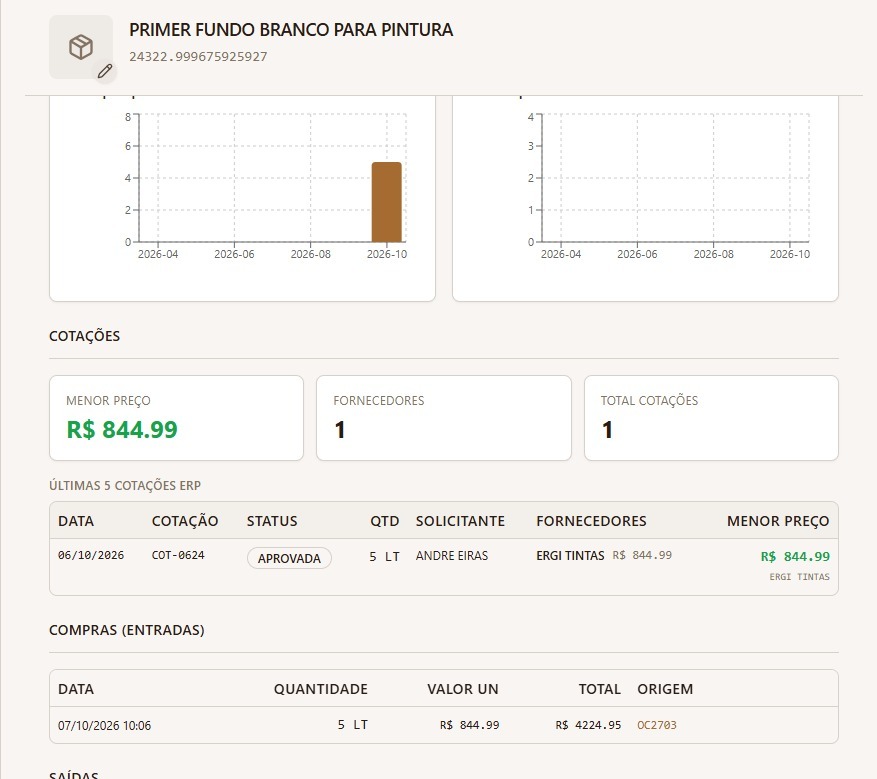 PRIMER FUNDO BRANCO PARA PINTURA
24322.999675925927
8
6
4
2
0
2026-04 2026-06 2026-08 2026-10
4
3
2
1
0
2026-04 2026-06 2026-08 2026-10
COTAÇÕES
MENOR PREÇO
R$ 844.99
FORNECEDORES
1
TOTAL COTAÇÕES
1
ÚLTIMAS 5 COTAÇÕES ERP
DATA COTAÇÃO STATUS QTD SOLICITANTE FORNECEDORES MENOR PREÇO
06/10/2026 COT-0624 APROVADA 5 LT ANDRE EIRAS ERGI TINTAS R$ 844.99 R$ 844.99
ERGI TINTAS
COMPRAS (ENTRADAS)
DATA QUANTIDADE VALOR UN TOTAL ORIGEM
07/10/2026 10:06 5 LT R$ 844.99 R$ 4224.95 OC2703
SAÍDAS